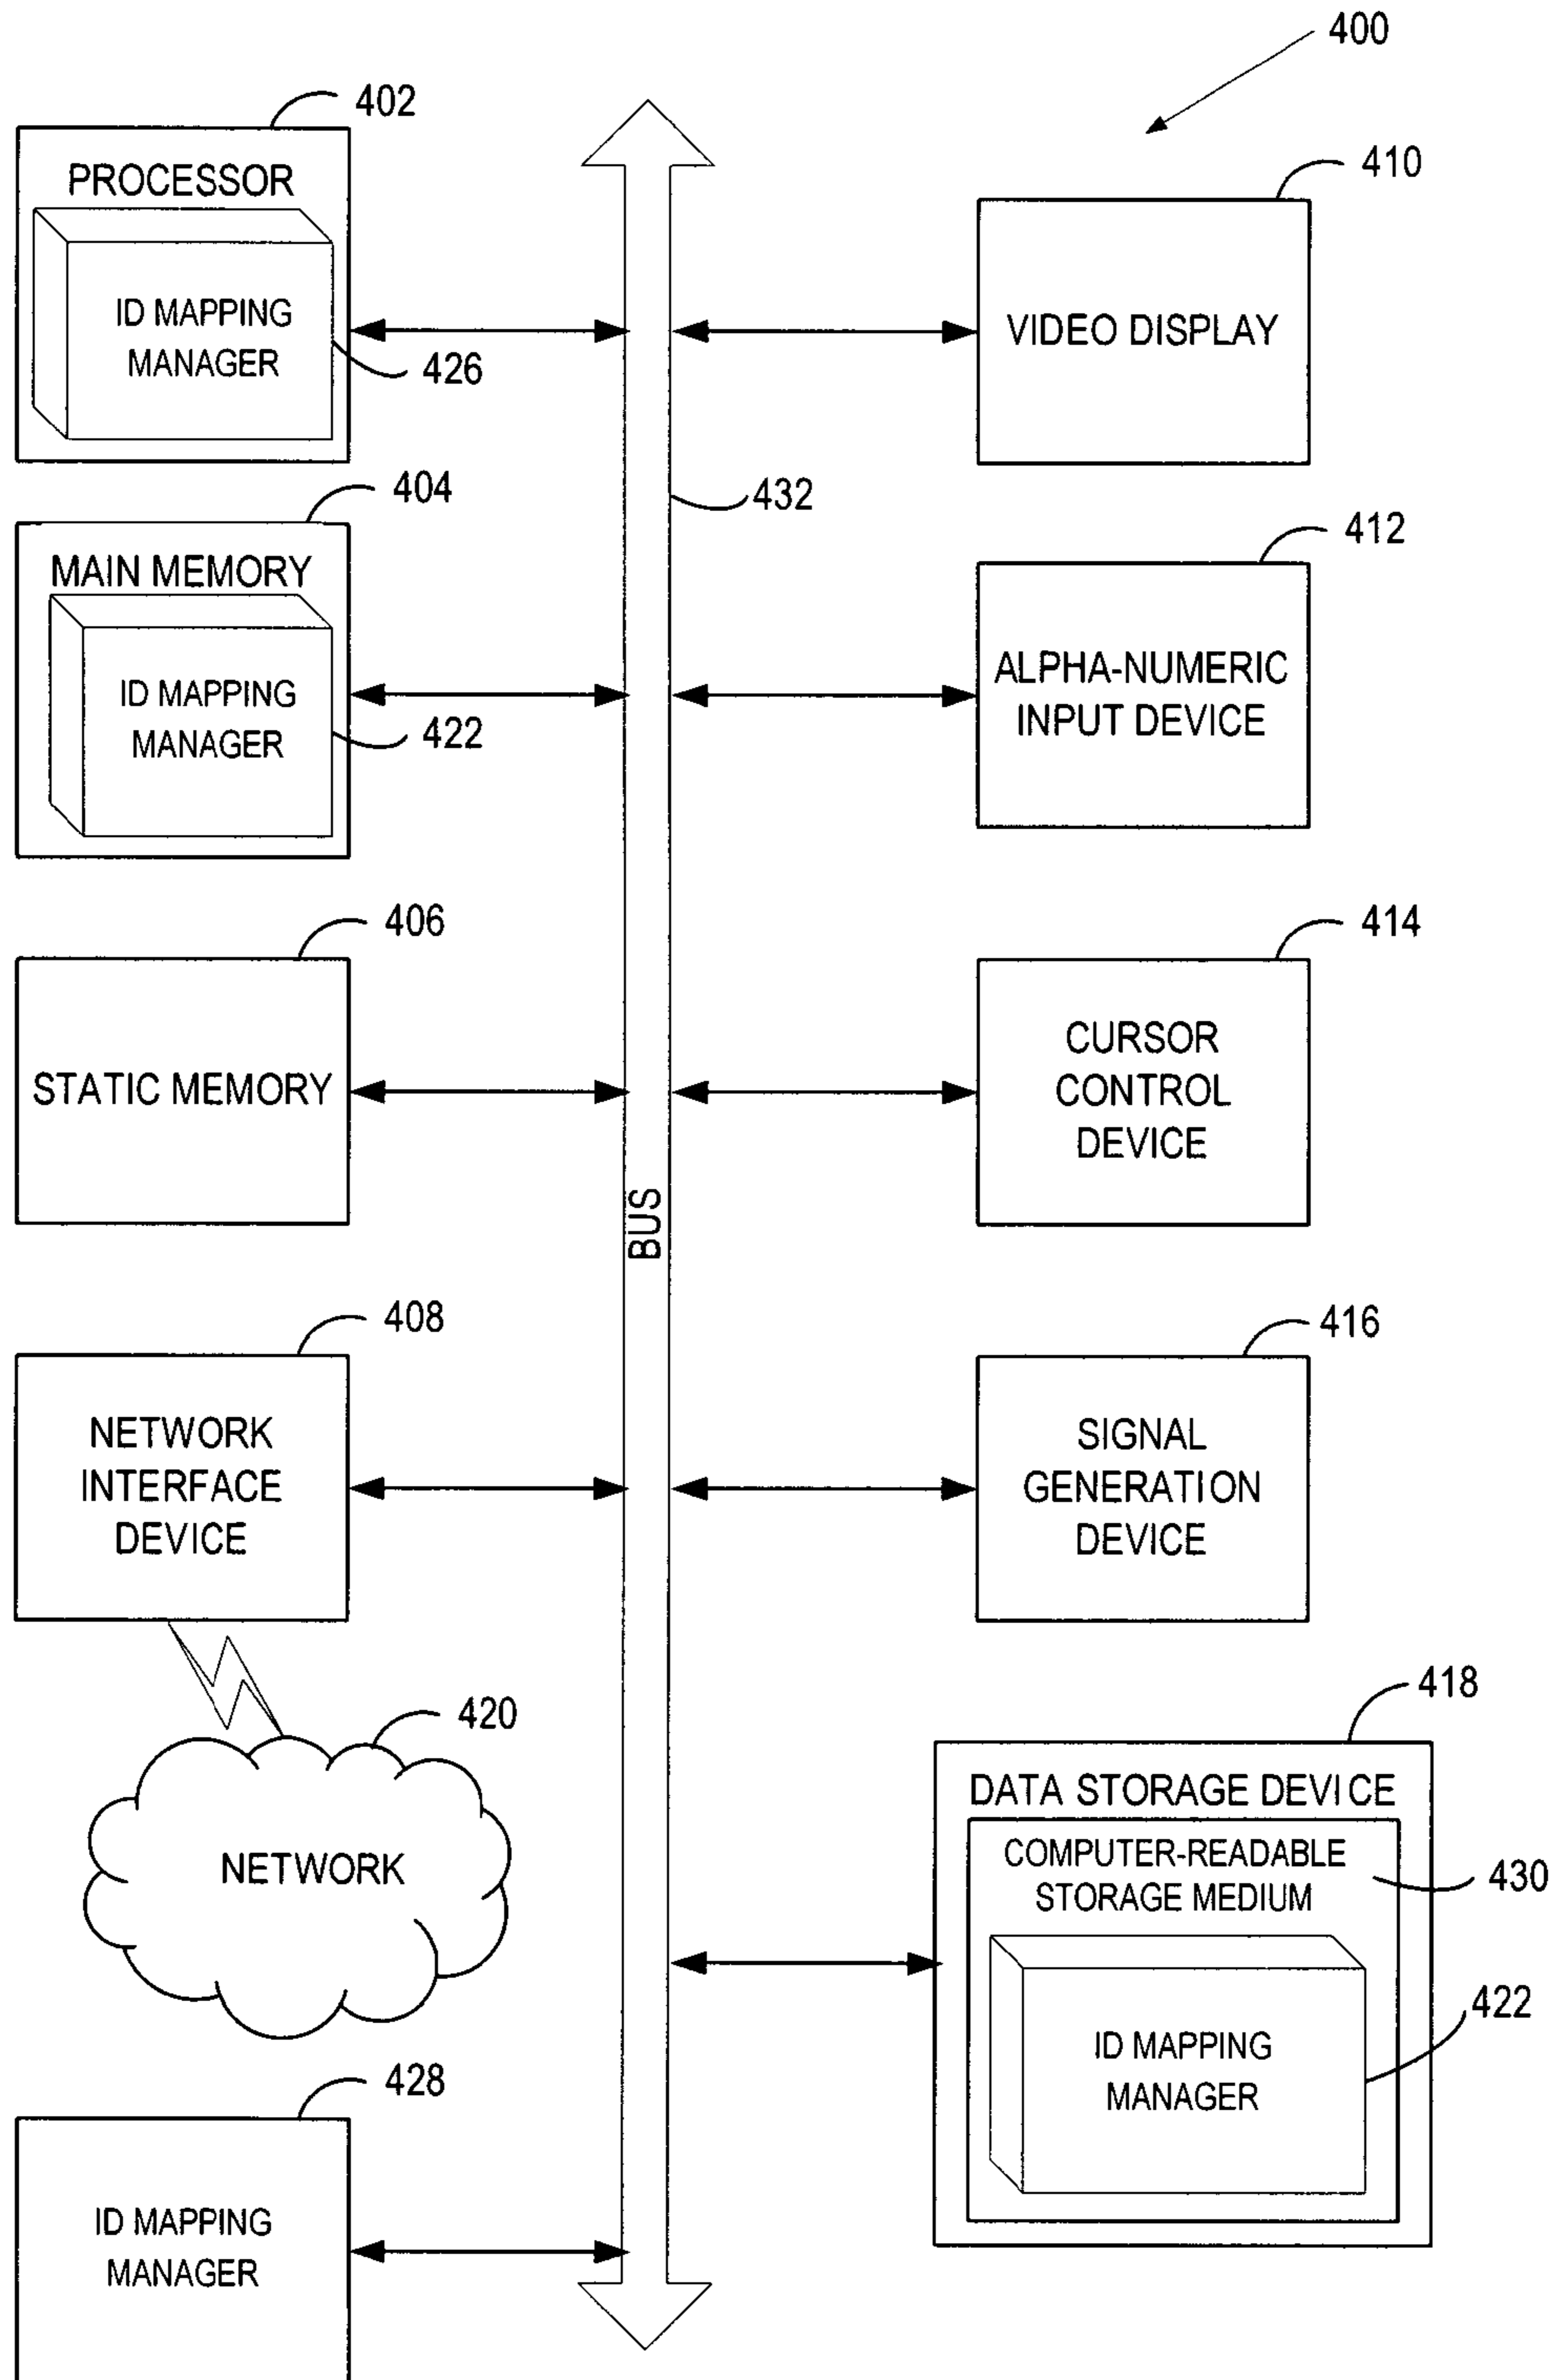 400
402
PROCESSOR
ID MAPPING
MANAGER
426
404
MAIN MEMORY
ID MAPPING
MANAGER
422
406
STATIC MEMORY
408
NETWORK
INTERFACE
DEVICE
420
NETWORK
428
ID MAPPING
MANAGER
BUS
432
410
VIDEO DISPLAY
412
ALPHA-NUMERIC
INPUT DEVICE
414
CURSOR
CONTROL
DEVICE
416
SIGNAL
GENERATION
DEVICE
418
DATA STORAGE DEVICE
COMPUTER-READABLE
STORAGE MEDIUM
430
ID MAPPING
MANAGER
422